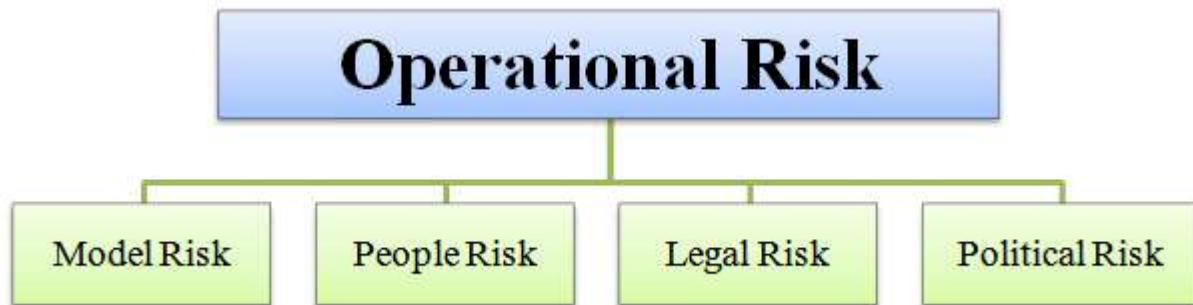 Operational Risk
Model Risk
People Risk
Legal Risk
Political Risk